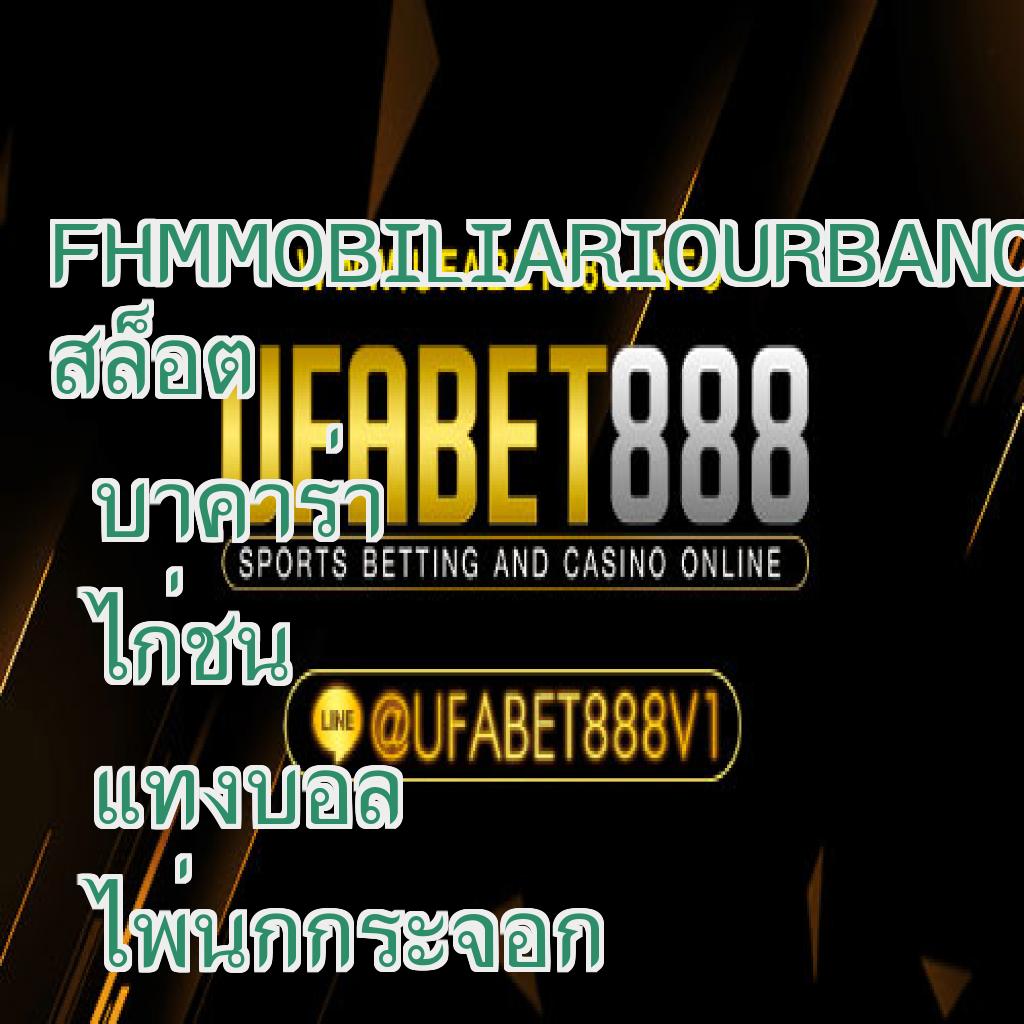 FHMMOBILIARIOURBANO
สล็อต
UFABET888
บาคาร่า
SPORTS BETTING AND CASINO ONLINE
ไก่ชน
LINE @UFABET888V1
แทงบอล
ไพ่นกกระจอก